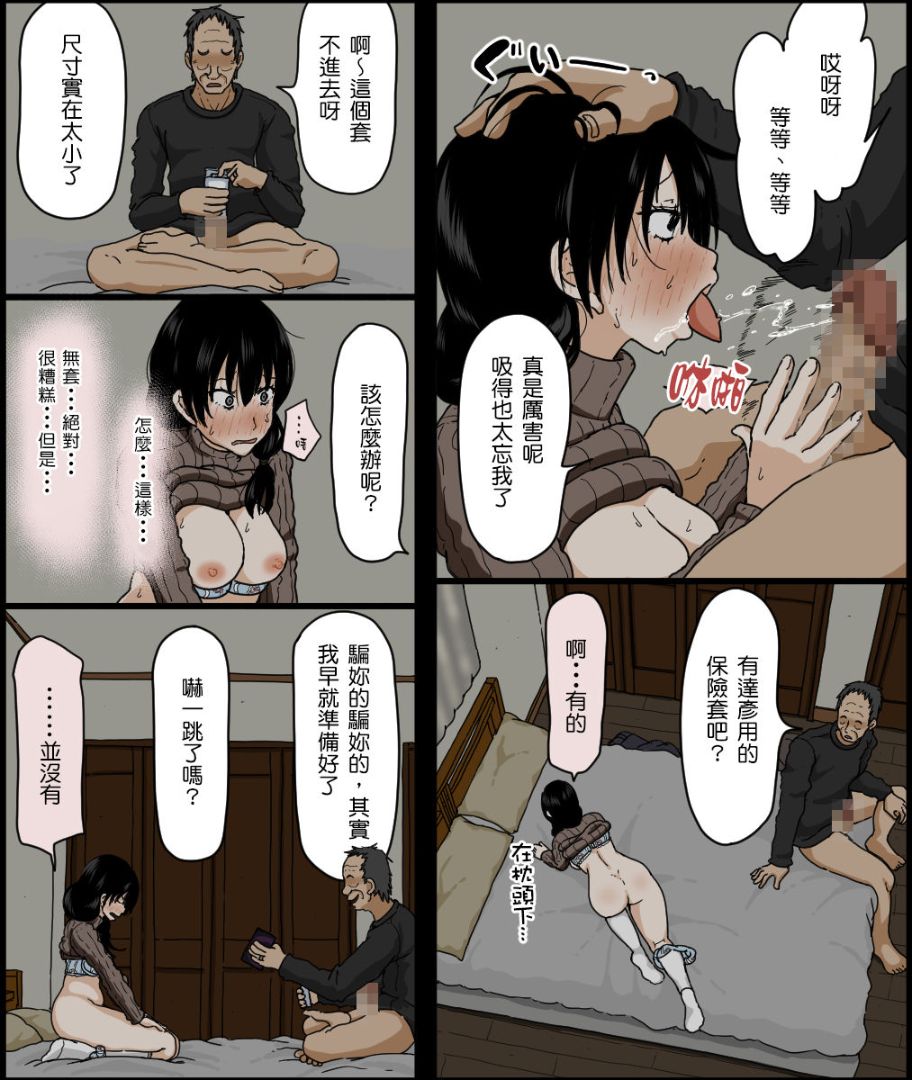 ぐぃー
哎呀呀
等等、等等
真是厲害呢
吸得也太忘我了
有達彥用的
保險套吧？
啊・・・有的
在枕頭下…
啊～這個套
不進去呀
尺寸實在太小了
該怎麼辦呢？
怎麼・・・這樣・・・
無套・・・絕對・・・
很糟糕・・・但是・・・
騙妳的騙妳的，其實
我早就準備好了
嚇一跳了嗎？
……並沒有